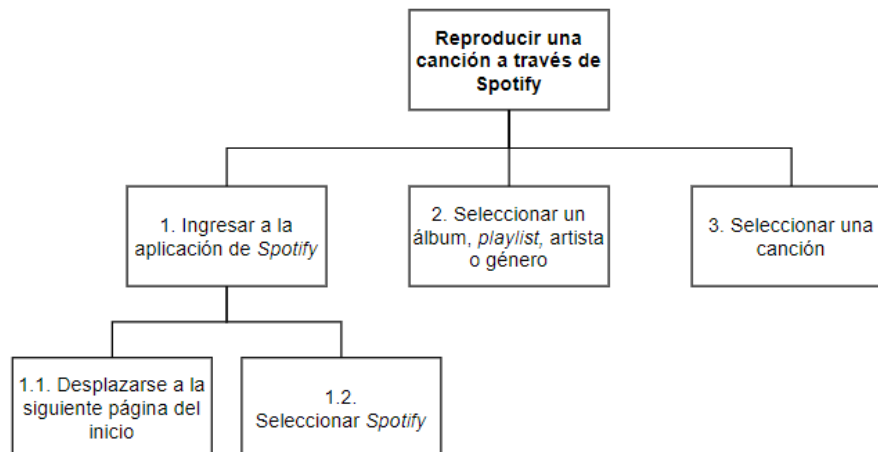 Reproducir una
canción a través de
Spotify
1. Ingresar a la
aplicación de Spotify
2. Seleccionar un
álbum, playlist, artista
o género
3. Seleccionar una
canción
1.1. Desplazarse a la
siguiente página del
inicio
1.2.
Seleccionar Spotify